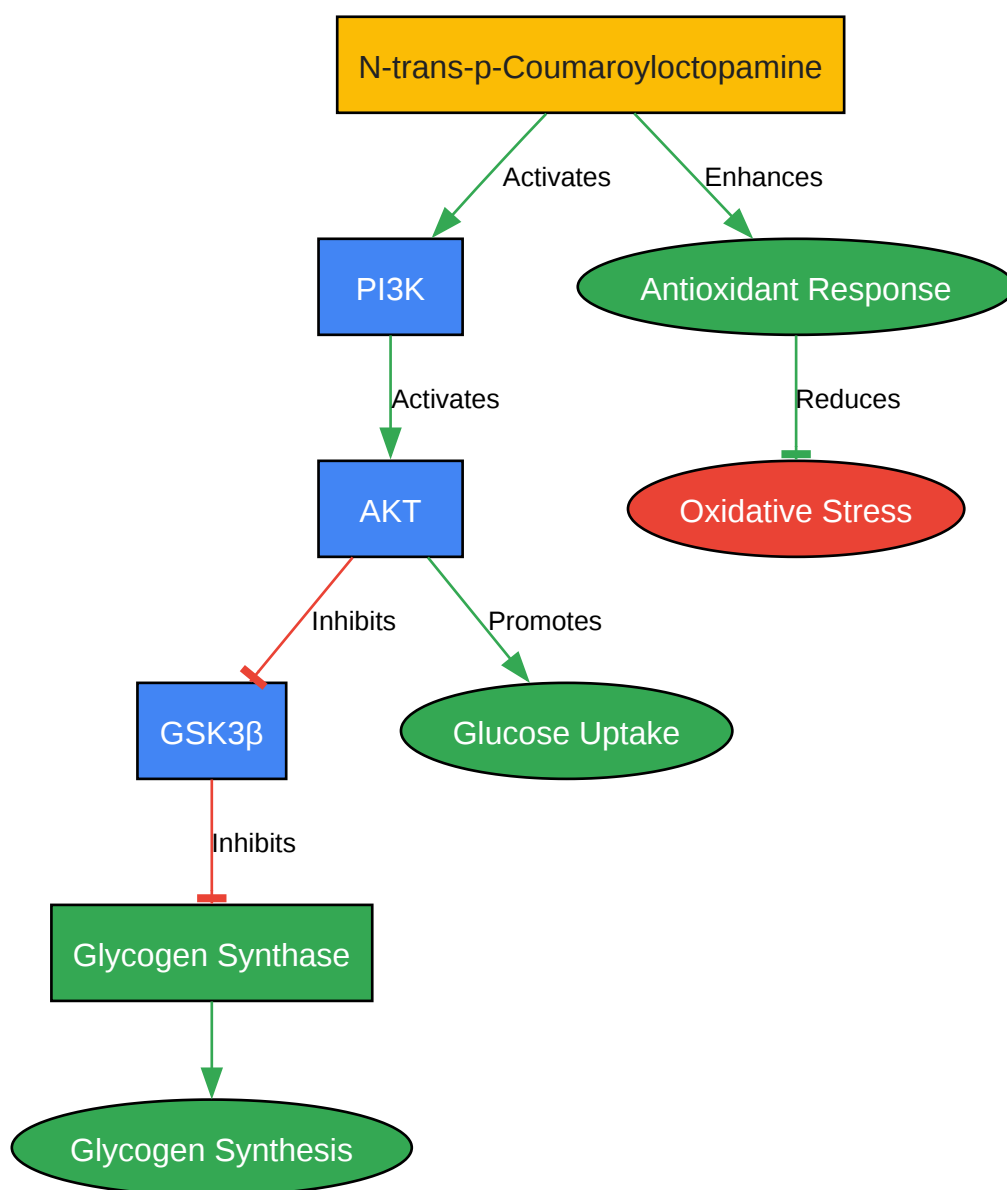 N-trans-p-Coumaroyloctopamine
Activates
Enhances
PI3K
Antioxidant Response
Activates
Reduces
AKT
Oxidative Stress
Inhibits
Promotes
GSK3β
Glucose Uptake
Inhibits
Glycogen Synthase
Glycogen Synthesis